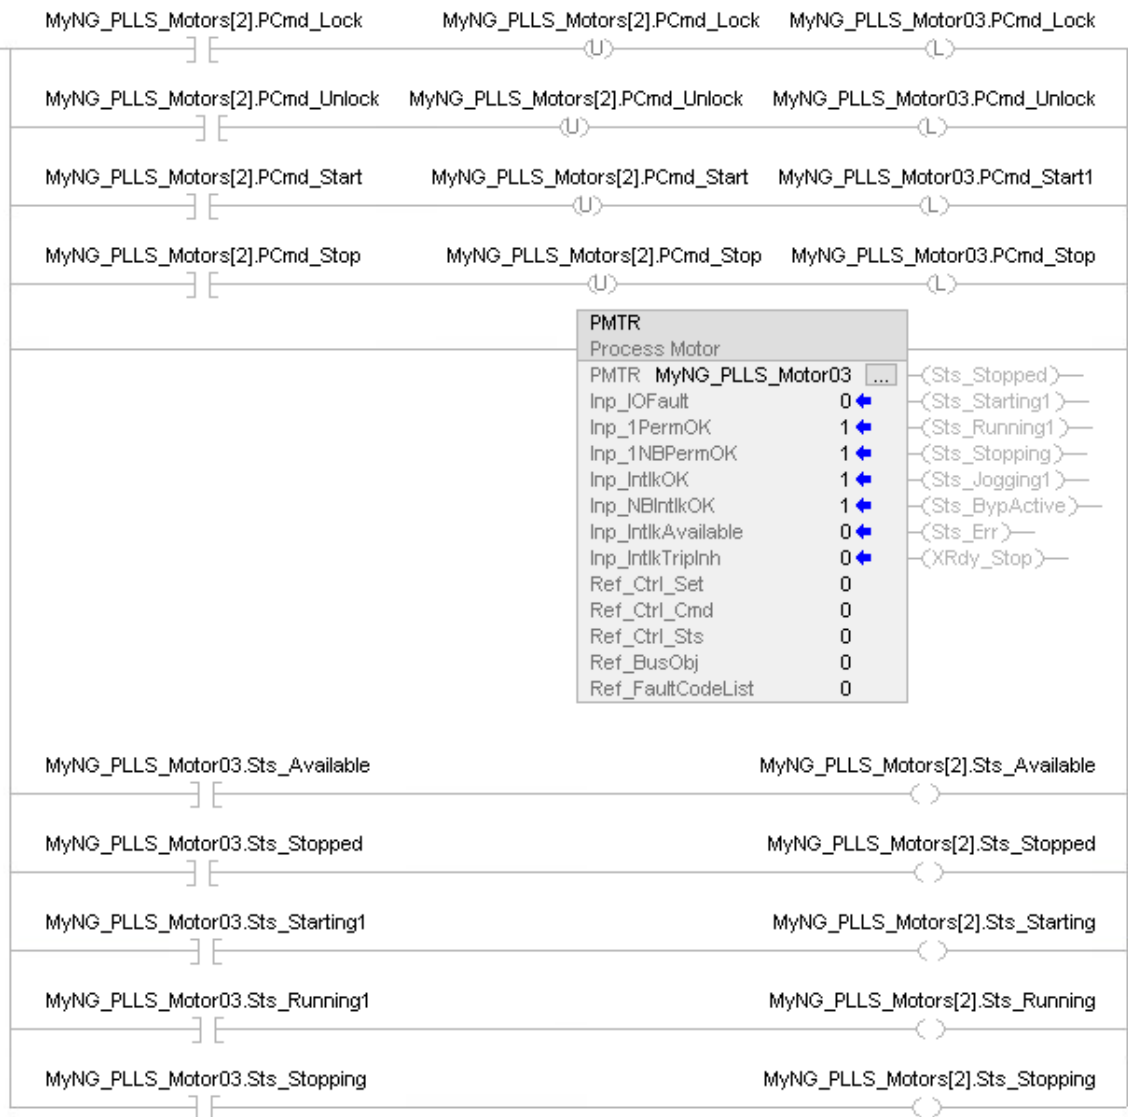 MyNG_PLLS_Motors[2].PCmd_Lock MyNG_PLLS_Motors[2].PCmd_Lock MyNG_PLLS_Motor03.PCmd_Lock
U L
MyNG_PLLS_Motors[2].PCmd_Unlock MyNG_PLLS_Motors[2].PCmd_Unlock MyNG_PLLS_Motor03.PCmd_Unlock
U L
MyNG_PLLS_Motors[2].PCmd_Start MyNG_PLLS_Motors[2].PCmd_Start MyNG_PLLS_Motor03.PCmd_Start1
U L
MyNG_PLLS_Motors[2].PCmd_Stop MyNG_PLLS_Motors[2].PCmd_Stop MyNG_PLLS_Motor03.PCmd_Stop
U L
PMTR
Process Motor
PMTR MyNG_PLLS_Motor03 ... (Sts_Stopped)
Inp_IOFault 0 (Sts_Starting1)
Inp_1PermOK 1 (Sts_Running1)
Inp_1NBPermOK 1 (Sts_Stopping)
Inp_IntlkOK 1 (Sts_Jogging1)
Inp_NBIntlkOK 1 (Sts_BypActive)
Inp_IntlkAvailable 0 (Sts_Err)
Inp_IntlkTripInh 0 (XRdy_Stop)
Ref_Ctrl_Set 0
Ref_Ctrl_Cmd 0
Ref_Ctrl_Sts 0
Ref_BusObj 0
Ref_FaultCodeList 0
MyNG_PLLS_Motor03.Sts_Available MyNG_PLLS_Motors[2].Sts_Available
MyNG_PLLS_Motor03.Sts_Stopped MyNG_PLLS_Motors[2].Sts_Stopped
MyNG_PLLS_Motor03.Sts_Starting1 MyNG_PLLS_Motors[2].Sts_Starting
MyNG_PLLS_Motor03.Sts_Running1 MyNG_PLLS_Motors[2].Sts_Running
MyNG_PLLS_Motor03.Sts_Stopping MyNG_PLLS_Motors[2].Sts_Stopping